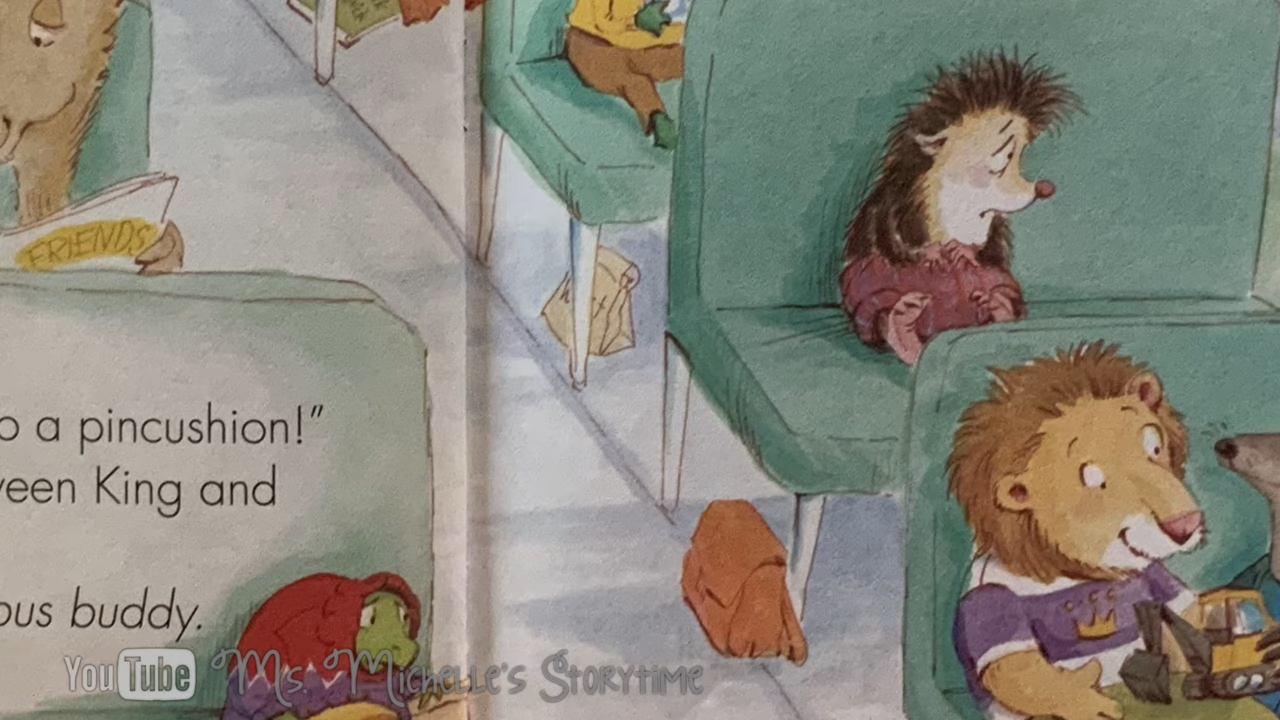 FRIENDS
o a pincushion!"
veen King and
ous buddy.
YouTube Ms. Michelle's Storytime